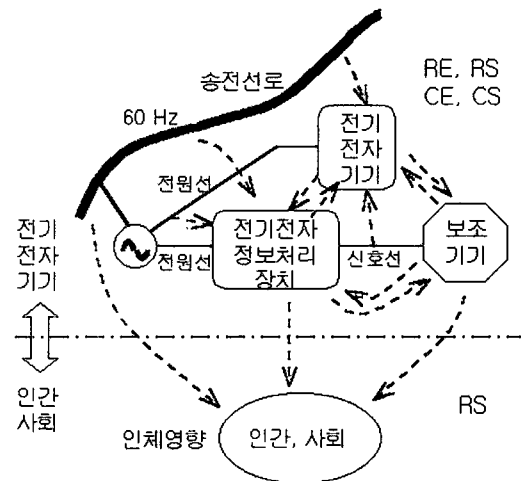 송전선로
RE, RS
CE, CS
60 Hz
전기
전자
기기
전원선
전기
전자
기기
전원선
전기전자
정보처리
장치
신호선
보조
기기
인간
사회
RS
인체영향
인간, 사회